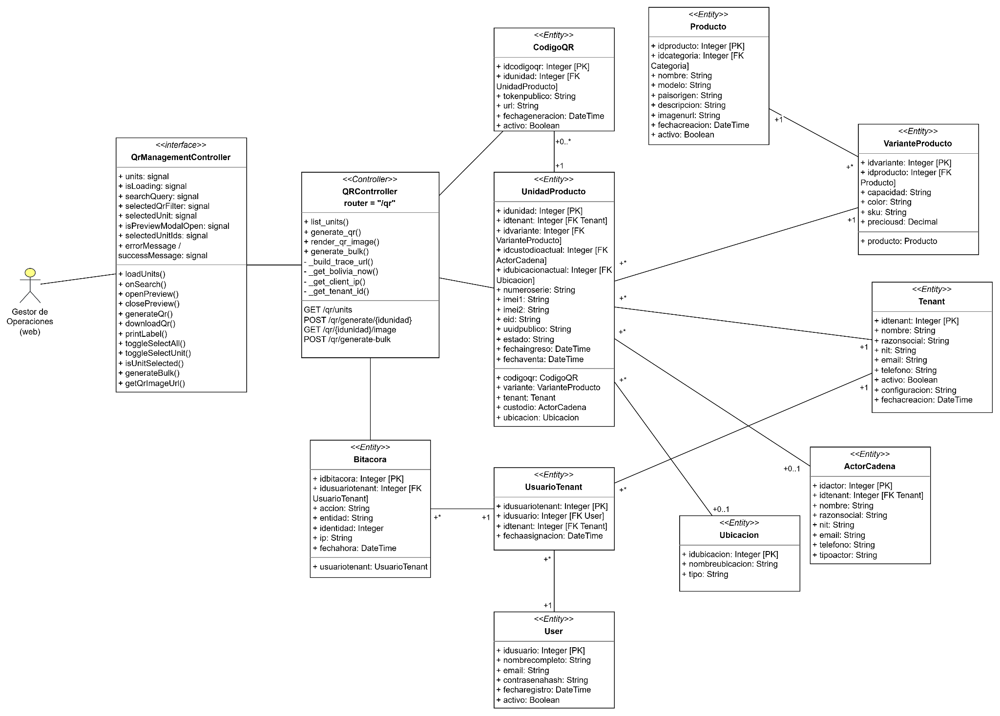 <<Entity>>
Producto
+ idproducto: Integer [PK]
+ idcategoria: Integer [FK
Categoria]
+ nombre: String
+ modelo: String
+ paisorigen: String
+ descripcion: String
+ imagenurl: String
+ fechacreacion: DateTime
+ activo: Boolean
+1
+*
<<Entity>>
CodigoQR
+ idcodigoqr: Integer [PK]
+ idunidad: Integer [FK
UnidadProducto]
+ tokenpublico: String
+ url: String
+ fechageneracion: DateTime
+ activo: Boolean
+0..*
+1
<<Entity>>
VarianteProducto
+ idvariante: Integer [PK]
+ idproducto: Integer [FK
Producto]
+ capacidad: String
+ color: String
+ sku: String
+ preciousd: Decimal
+ producto: Producto
+1
+*
<<interface>>
QrManagementController
+ units: signal
+ isLoading: signal
+ searchQuery: signal
+ selectedQrFilter: signal
+ selectedUnit: signal
+ isPreviewModalOpen: signal
+ selectedUnitIds: signal
+ errorMessage /
successMessage: signal
+ loadUnits()
+ onSearch()
+ openPreview()
+ closePreview()
+ generateQr()
+ downloadQr()
+ printLabel()
+ toggleSelectAll()
+ toggleSelectUnit()
+ isUnitSelected()
+ generateBulk()
+ getQrImageUrl()
Gestor de
Operaciones
(web)
<<Controller>>
QRContrroller
router = "/qr"
+ list_units()
+ generate_qr()
+ render_qr_image()
+ generate_bulk()
- _build_trace_url()
- _get_bolivia_now()
- _get_client_ip()
- _get_tenant_id()
GET /qr/units
POST /qr/generate/{idunidad}
GET /qr/{idunidad}/image
POST /qr/generate-bulk
<<Entity>>
UnidadProducto
+ idunidad: Integer [PK]
+ idtenant: Integer [FK Tenant]
+ idvariante: Integer [FK
VarianteProducto]
+ idcustodioactual: Integer [FK
ActorCadena]
+ idubicacionactual: Integer [FK
Ubicacion]
+ numeroserie: String
+ imei1: String
+ imei2: String
+ eid: String
+ uuidpublico: String
+ estado: String
+ fechaingreso: DateTime
+ fechaventa: DateTime
+ codigoqr: CodigoQR
+ variante: VarianteProducto
+ tenant: Tenant
+ custodio: ActorCadena
+ ubicacion: Ubicacion
+*
+*
+*
<<Entity>>
Tenant
+ idtenant: Integer [PK]
+ nombre: String
+ razonsocial: String
+ nit: String
+ email: String
+ telefono: String
+ activo: Boolean
+ configuracion: String
+ fechacreacion: DateTime
+1
+1
<<Entity>>
Bitacora
+ idbitacora: Integer [PK]
+ idusuariotenant: Integer [FK
UsuarioTenant]
+ accion: String
+ entidad: String
+ identidad: Integer
+ ip: String
+ fechahora: DateTime
+ usuariotenant: UsuarioTenant
+*
+1
<<Entity>>
UsuarioTenant
+ idusuariotenant: Integer [PK]
+ idusuario: Integer [FK User]
+ idtenant: Integer [FK Tenant]
+ fechaasignacion: DateTime
+*
+*
+1
<<Entity>>
ActorCadena
+ idactor: Integer [PK]
+ idtenant: Integer [FK Tenant]
+ nombre: String
+ razonsocial: String
+ nit: String
+ email: String
+ telefono: String
+ tipoactor: String
+0..1
+0..1
<<Entity>>
Ubicacion
+ idubicacion: Integer [PK]
+ nombreubicacion: String
+ tipo: String
<<Entity>>
User
+ idusuario: Integer [PK]
+ nombrecompleto: String
+ email: String
+ contrasenahash: String
+ fecharegistro: DateTime
+ activo: Boolean